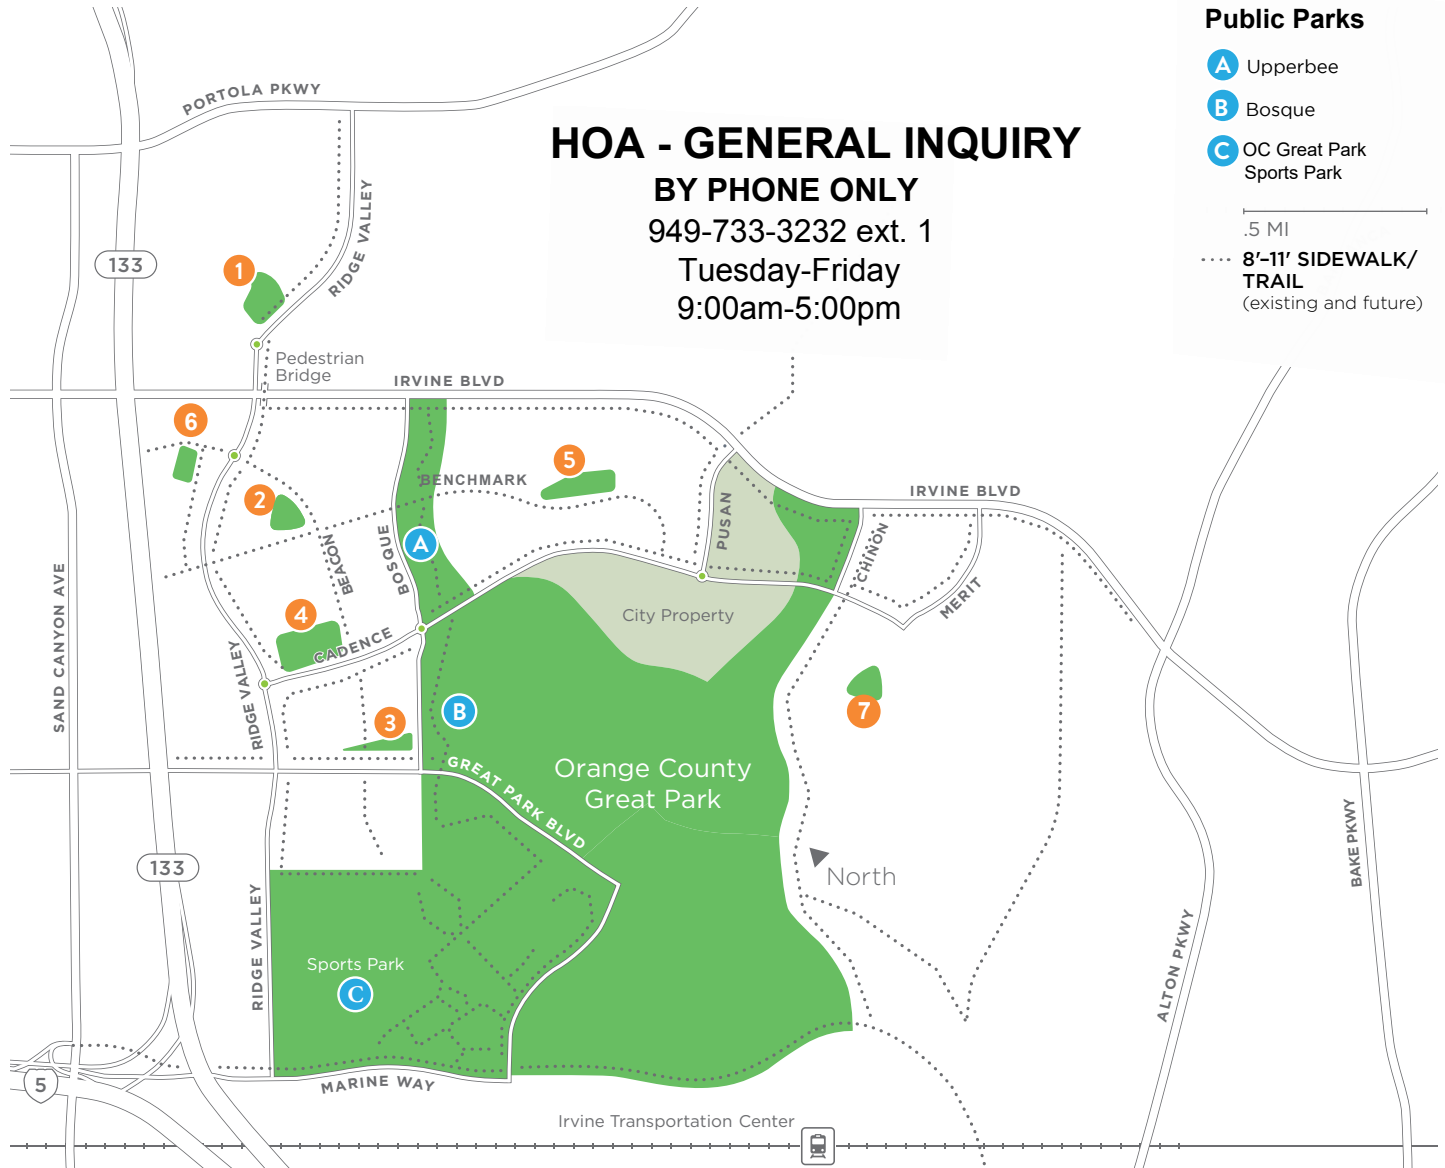 Public Parks
A Upperbee
B Bosque
C OC Great Park
Sports Park
.5 MI
8'–11' SIDEWALK/
TRAIL
(existing and future)
HOA - GENERAL INQUIRY
BY PHONE ONLY
949-733-3232 ext. 1
Tuesday-Friday
9:00am-5:00pm
PORTOLA PKWY
RIDGE VALLEY
133
1
Pedestrian
Bridge
IRVINE BLVD
6
5
BENCHMARK
2
IRVINE BLVD
PUSAN
CHINON
BOSQUE
A
BEACON
MERIT
4
City Property
CADENCE
SAND CANYON AVE
RIDGE VALLEY
3
B
7
GREAT PARK BLVD
Orange County
Great Park
North
133
BAKE PKWY
ALTON PKWY
RIDGE VALLEY
Sports Park
C
5
MARINE WAY
Irvine Transportation Center